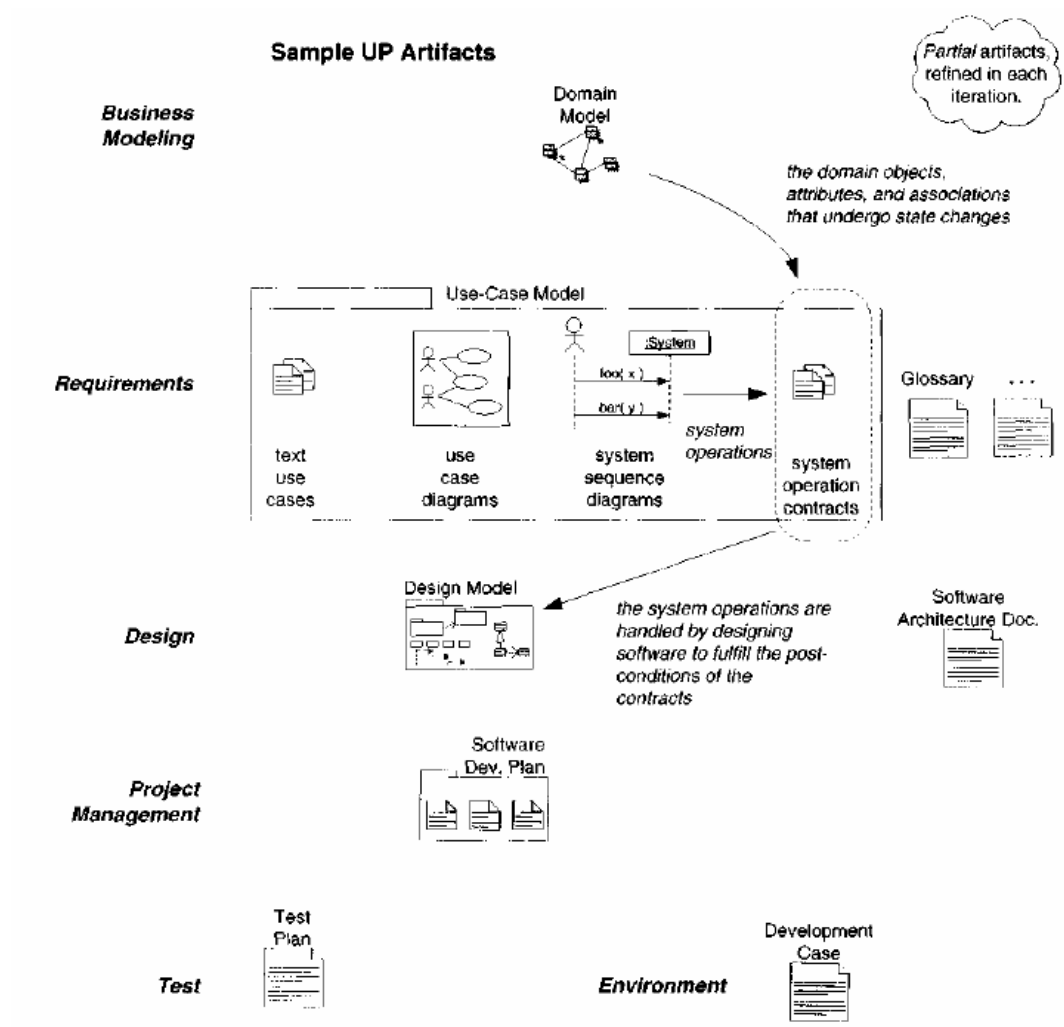 Sample UP Artifacts
Partial artifacts,
refined in each
iteration.
Business
Modeling
Domain
Model
the domain objects,
attributes, and associations
that undergo state changes
Use-Case Model
Requirements
:System
foo( x )
bar( y )
system
operations
text
use
cases
use
case
diagrams
system
sequence
diagrams
system
operation
contracts
Glossary
. . .
Design
Design Model
the system operations are
handled by designing
software to fulfill the post-
conditions of the
contracts
Software
Architecture Doc.
Project
Management
Software
Dev. Plan
Test
Test
Plan
Environment
Development
Case